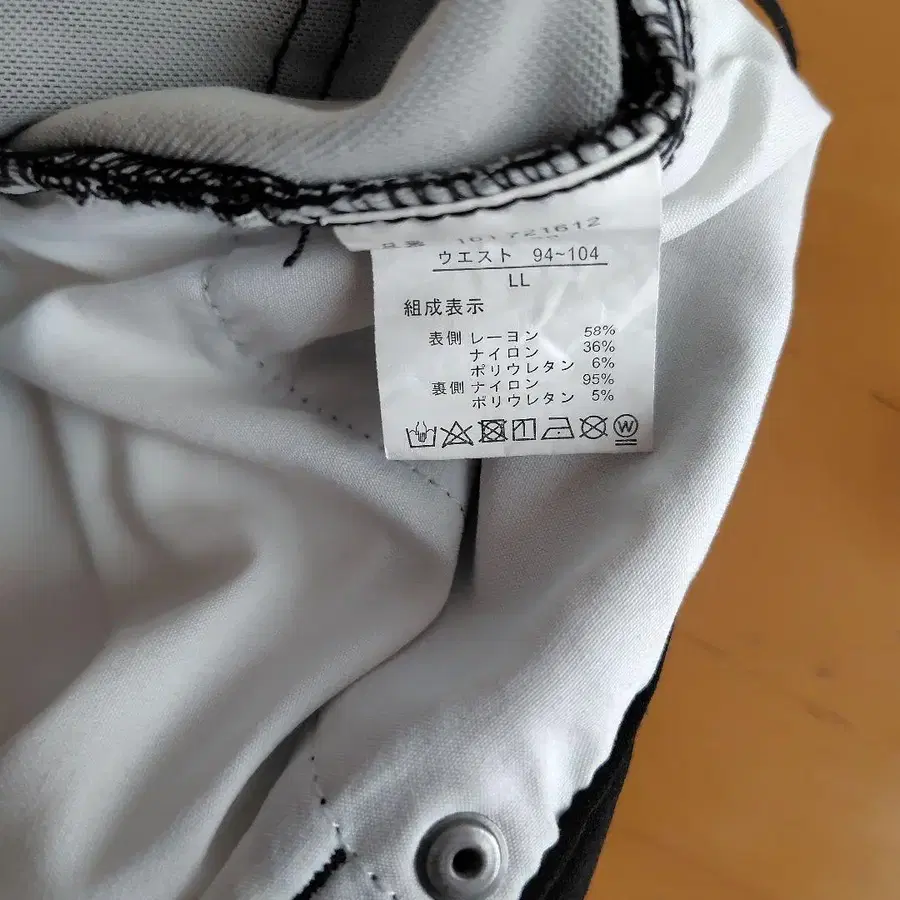 161721612
ウエスト 94~104
LL
組成表示
表側 レーヨン 58%
ナイロン 36%
ポリウレタン 6%
裏側 ナイロン 95%
ポリウレタン 5%
W